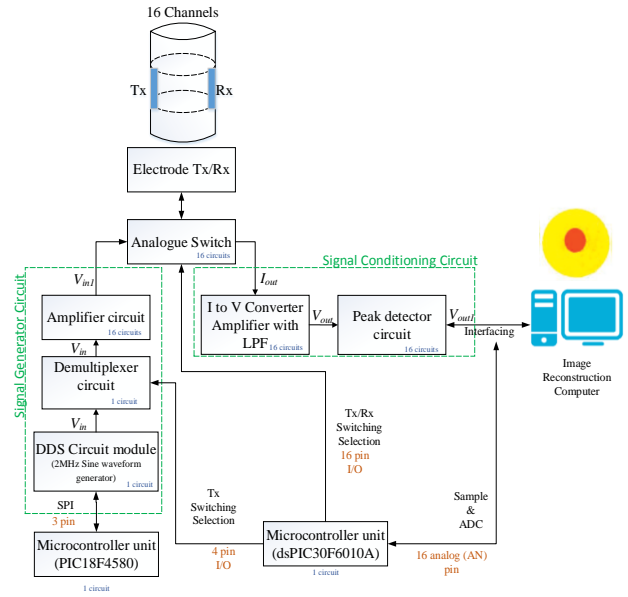 16 Channels
Tx
Rx
Electrode Tx/Rx
Analogue Switch
16 circuits
Signal Generator Circuit
Vin1
Amplifier circuit
16 circuits
Vin
Demultiplexer
circuit
1 circuit
Vin
DDS Circuit module
(2MHz Sine waveform
generator)
1 circuit
SPI
3 pin
Microcontroller unit
(PIC18F4580)
1 circuit
Signal Conditioning Circuit
Iout
I to V Converter
Amplifier with
LPF
16 circuits
Vout
Peak detector
circuit
16 circuits
Vout1
Interfacing
Image
Reconstruction
Computer
Tx/Rx
Switching
Selection
16 pin
I/O
Tx
Switching
Selection
4 pin
I/O
Microcontroller unit
(dsPIC30F6010A)
1 circuit
Sample
&
ADC
16 analog (AN)
pin